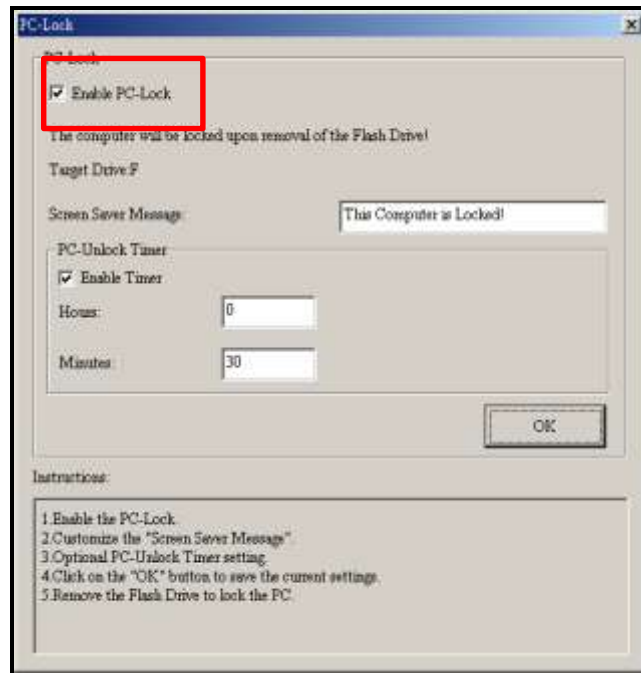 PC-Lock
PC-Lock
Enable PC-Lock
The computer will be locked upon removal of the Flash Drive!
Target Drive:F
Screen Saver Message: This Computer is Locked!
PC-Unlock Timer
Enable Timer
Hours: 0
Minutes: 30
OK
Instructions:
1.Enable the PC-Lock.
2.Customize the "Screen Saver Message".
3.Optional PC-Unlock Timer setting.
4.Click on the "OK" button to save the current settings.
5.Remove the Flash Drive to lock the PC.